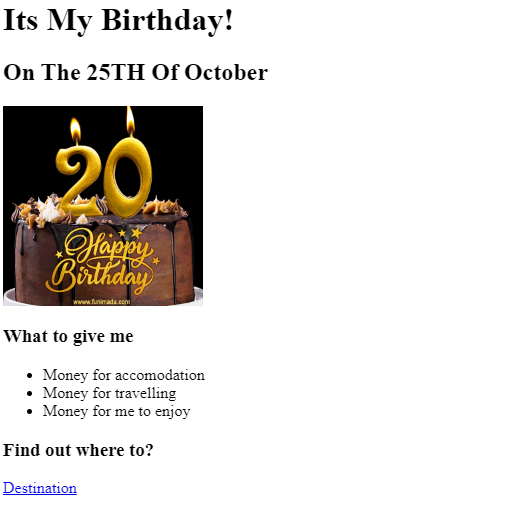 Its My Birthday!
On The 25TH Of October
20
Happy
Birthday
www.funimada.com
What to give me
Money for accomodation
Money for travelling
Money for me to enjoy
Find out where to?
Destination